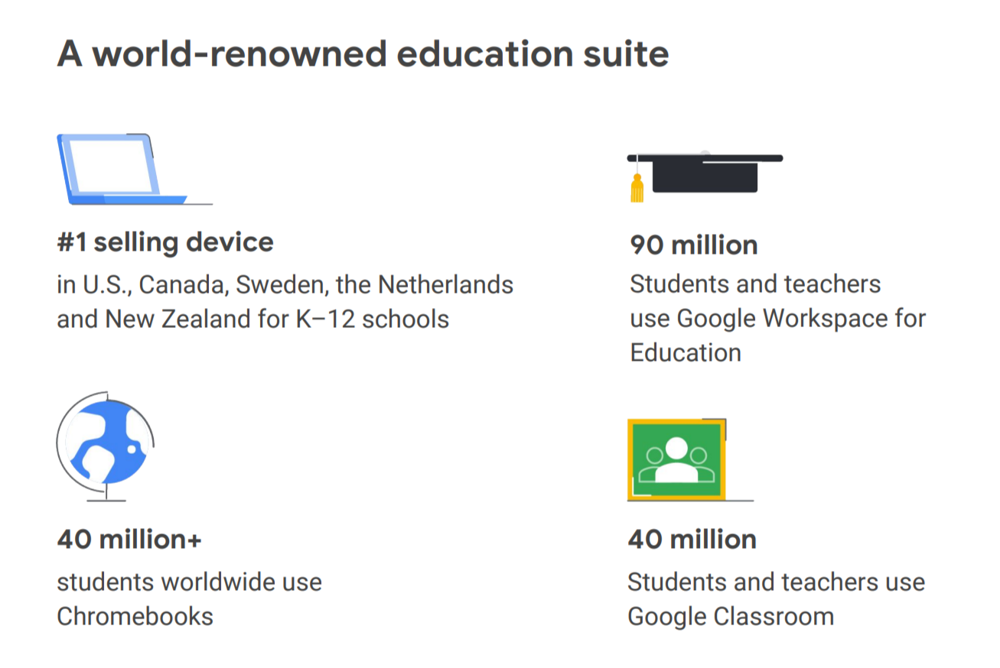 A world-renowned education suite
#1 selling device
in U.S., Canada, Sweden, the Netherlands
and New Zealand for K–12 schools
90 million
Students and teachers
use Google Workspace for
Education
40 million+
students worldwide use
Chromebooks
40 million
Students and teachers use
Google Classroom